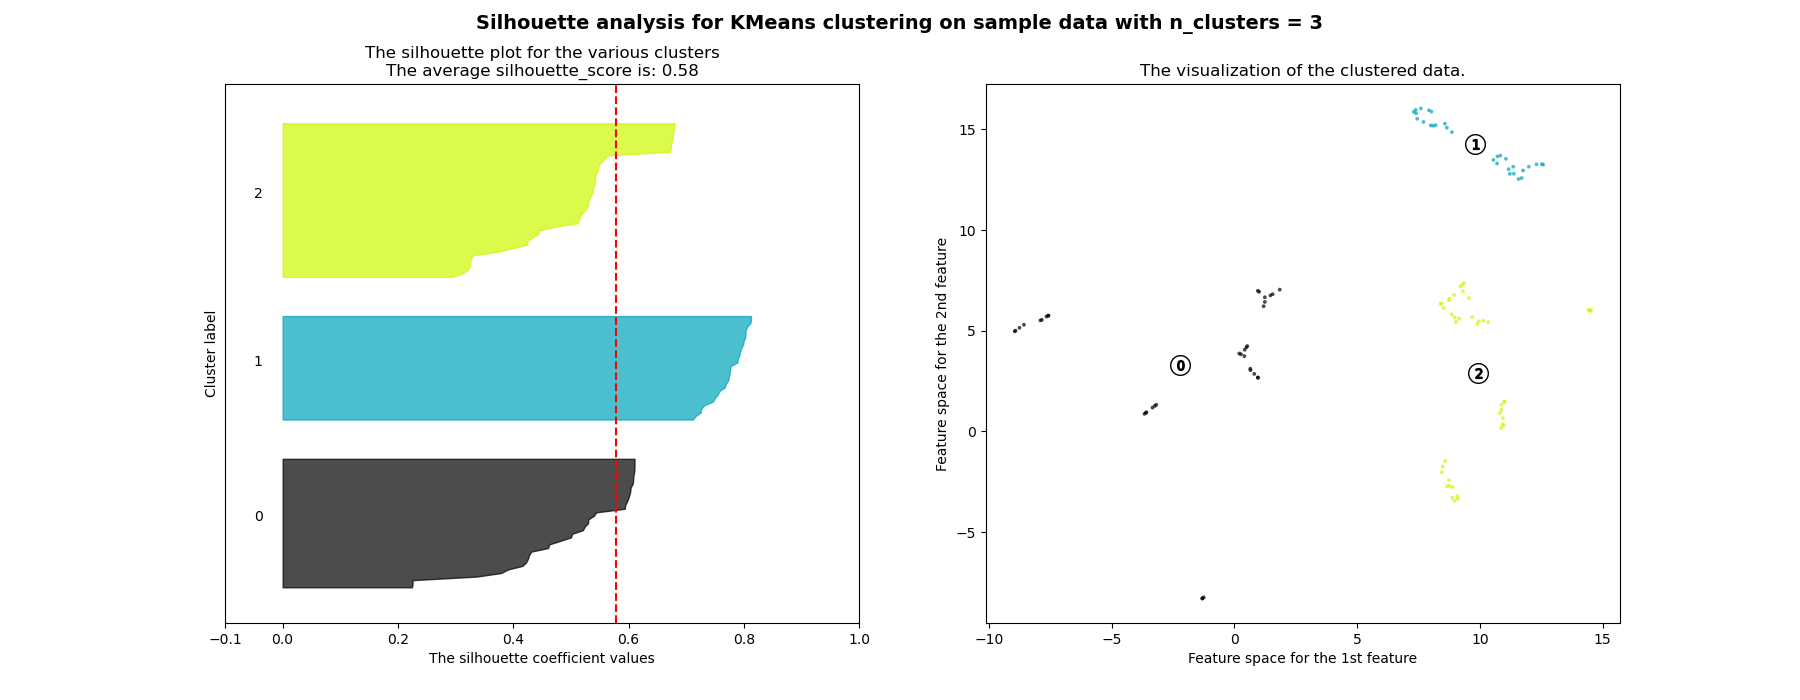 Silhouette analysis for KMeans clustering on sample data with n_clusters = 3
The silhouette plot for the various clusters
The average silhouette_score is: 0.58
Cluster label
2
1
0
−0.1 0.0 0.2 0.4 0.6 0.8 1.0
The silhouette coefficient values
The visualization of the clustered data.
Feature space for the 2nd feature
15
10
5
0
−5
1
0
2
−10 −5 0 5 10 15
Feature space for the 1st feature